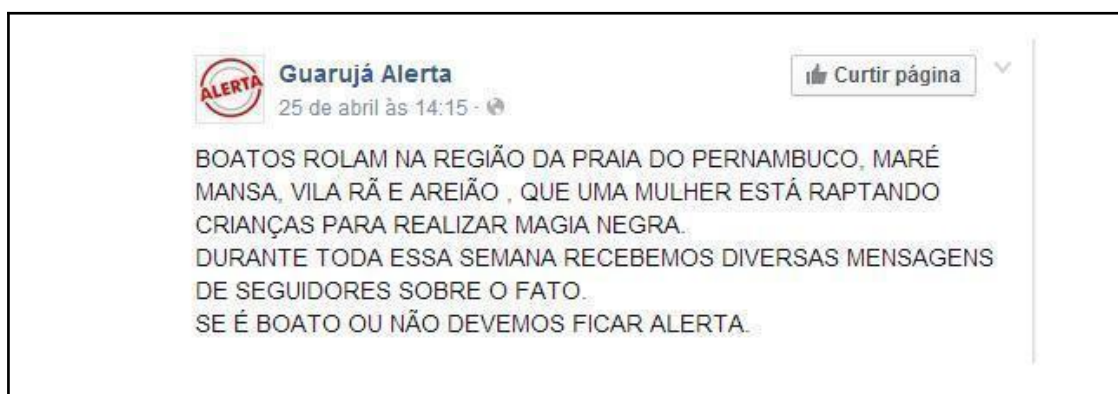 ALERTA
Guarujá Alerta
Curtir página
25 de abril às 14:15 ·
BOATOS ROLAM NA REGIÃO DA PRAIA DO PERNAMBUCO, MARÉ
MANSA, VILA RÃ E AREIÃO , QUE UMA MULHER ESTÁ RAPTANDO
CRIANÇAS PARA REALIZAR MAGIA NEGRA.
DURANTE TODA ESSA SEMANA RECEBEMOS DIVERSAS MENSAGENS
DE SEGUIDORES SOBRE O FATO.
SE É BOATO OU NÃO DEVEMOS FICAR ALERTA.